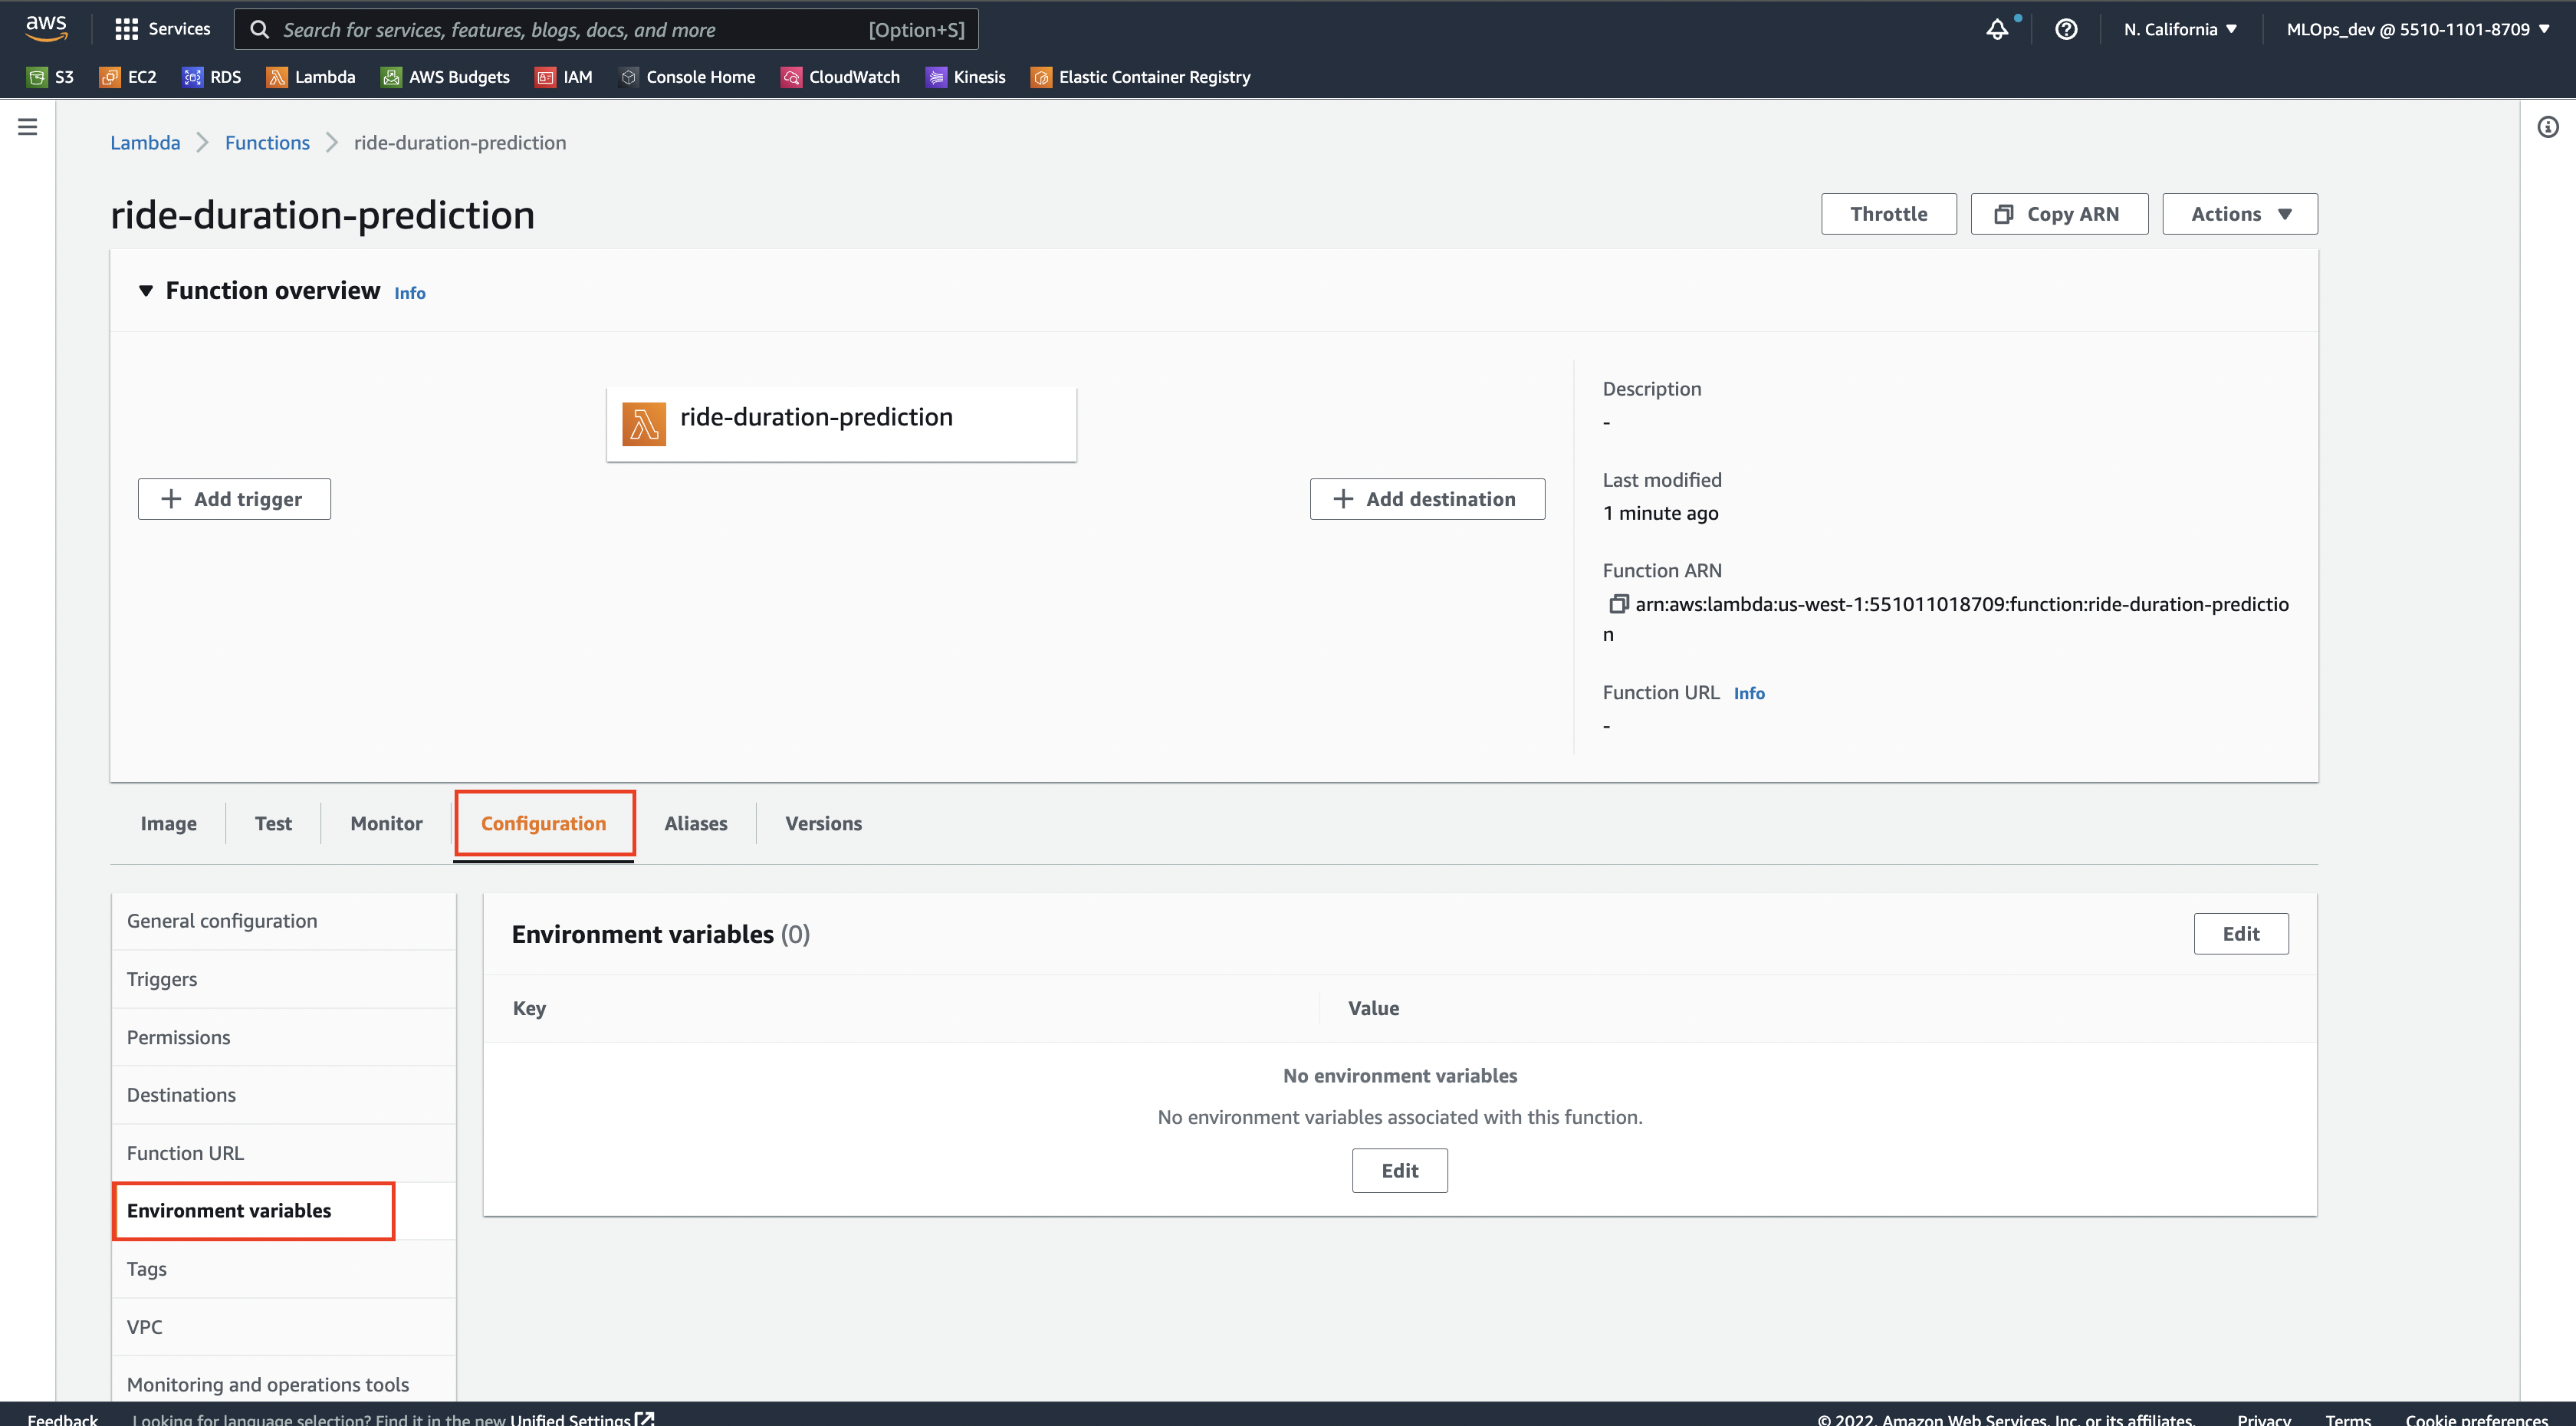 aws Services Search for services, features, blogs, docs, and more [Option+S] N. California MLOps_dev @ 5510-1101-8709
S3 EC2 RDS Lambda AWS Budgets IAM Console Home CloudWatch Kinesis Elastic Container Registry
Lambda Functions ride-duration-prediction
ride-duration-prediction Throttle Copy ARN Actions
Function overview Info
ride-duration-prediction
Add trigger
Add destination
Description
-
Last modified
1 minute ago
Function ARN
arn:aws:lambda:us-west-1:551011018709:function:ride-duration-predictio
n
Function URL Info
-
Image Test Monitor Configuration Aliases Versions
General configuration
Triggers
Permissions
Destinations
Function URL
Environment variables
Tags
VPC
Monitoring and operations tools
Environment variables (0) Edit
Key Value
No environment variables
No environment variables associated with this function.
Edit
Feedback Looking for language selection? Find it in the new Unified Settings © 2022, Amazon Web Services, Inc. or its affiliates. Privacy Terms Cookie preferences